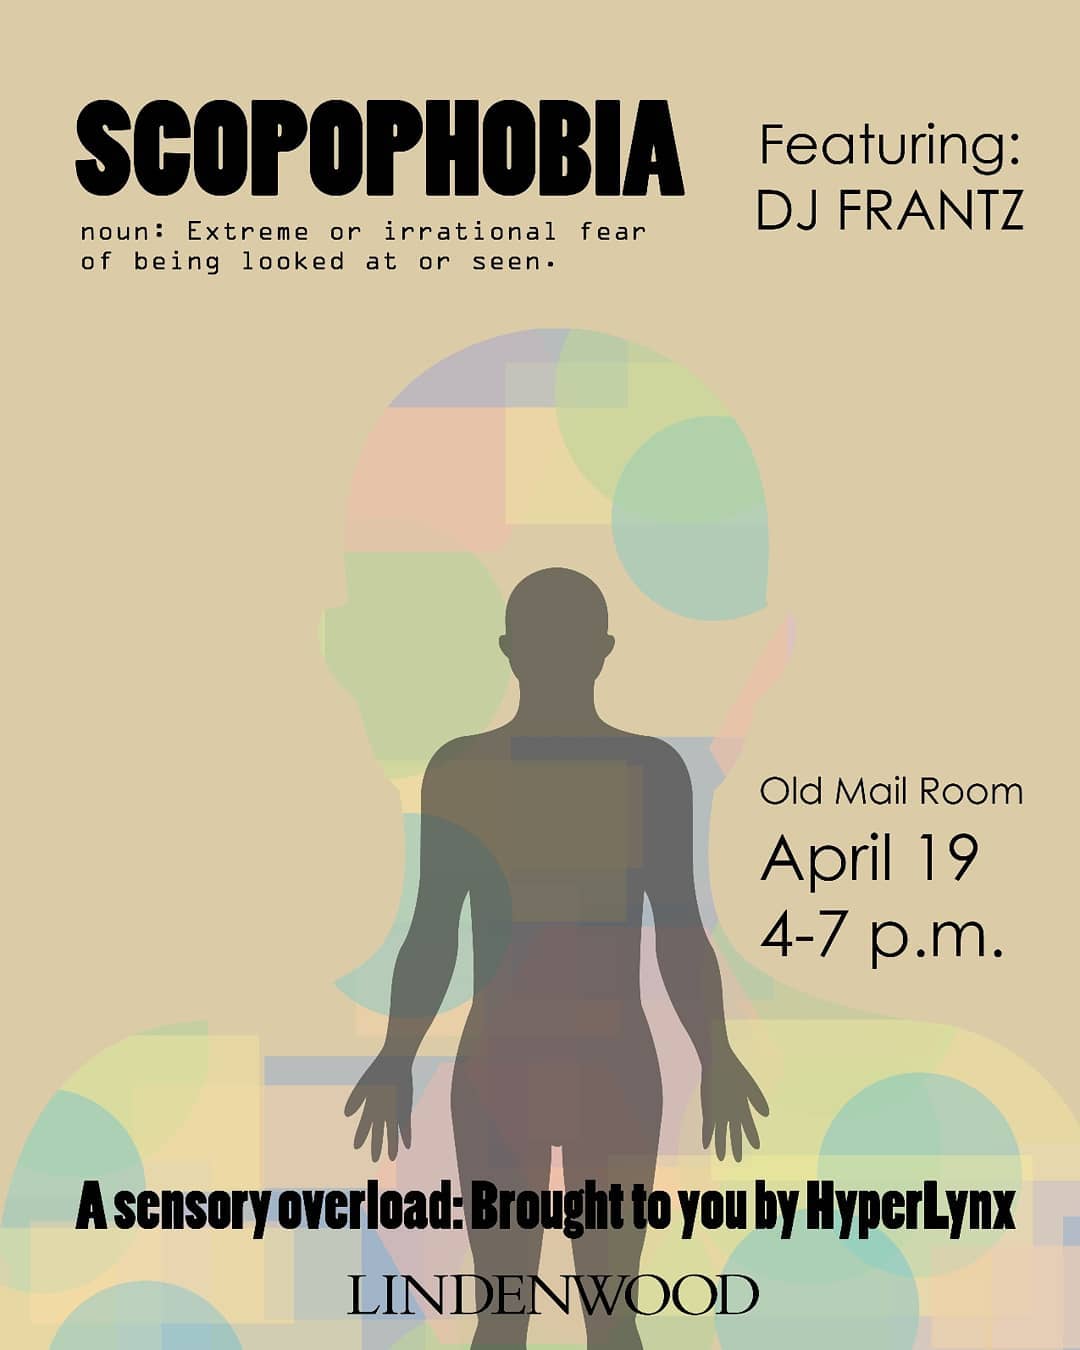 SCOPOPHOBIA
noun: Extreme or irrational fear
of being looked at or seen.
Featuring:
DJ FRANTZ
Old Mail Room
April 19
4-7 p.m.
A sensory overload: Brought to you by HyperLynx
LINDENWOOD